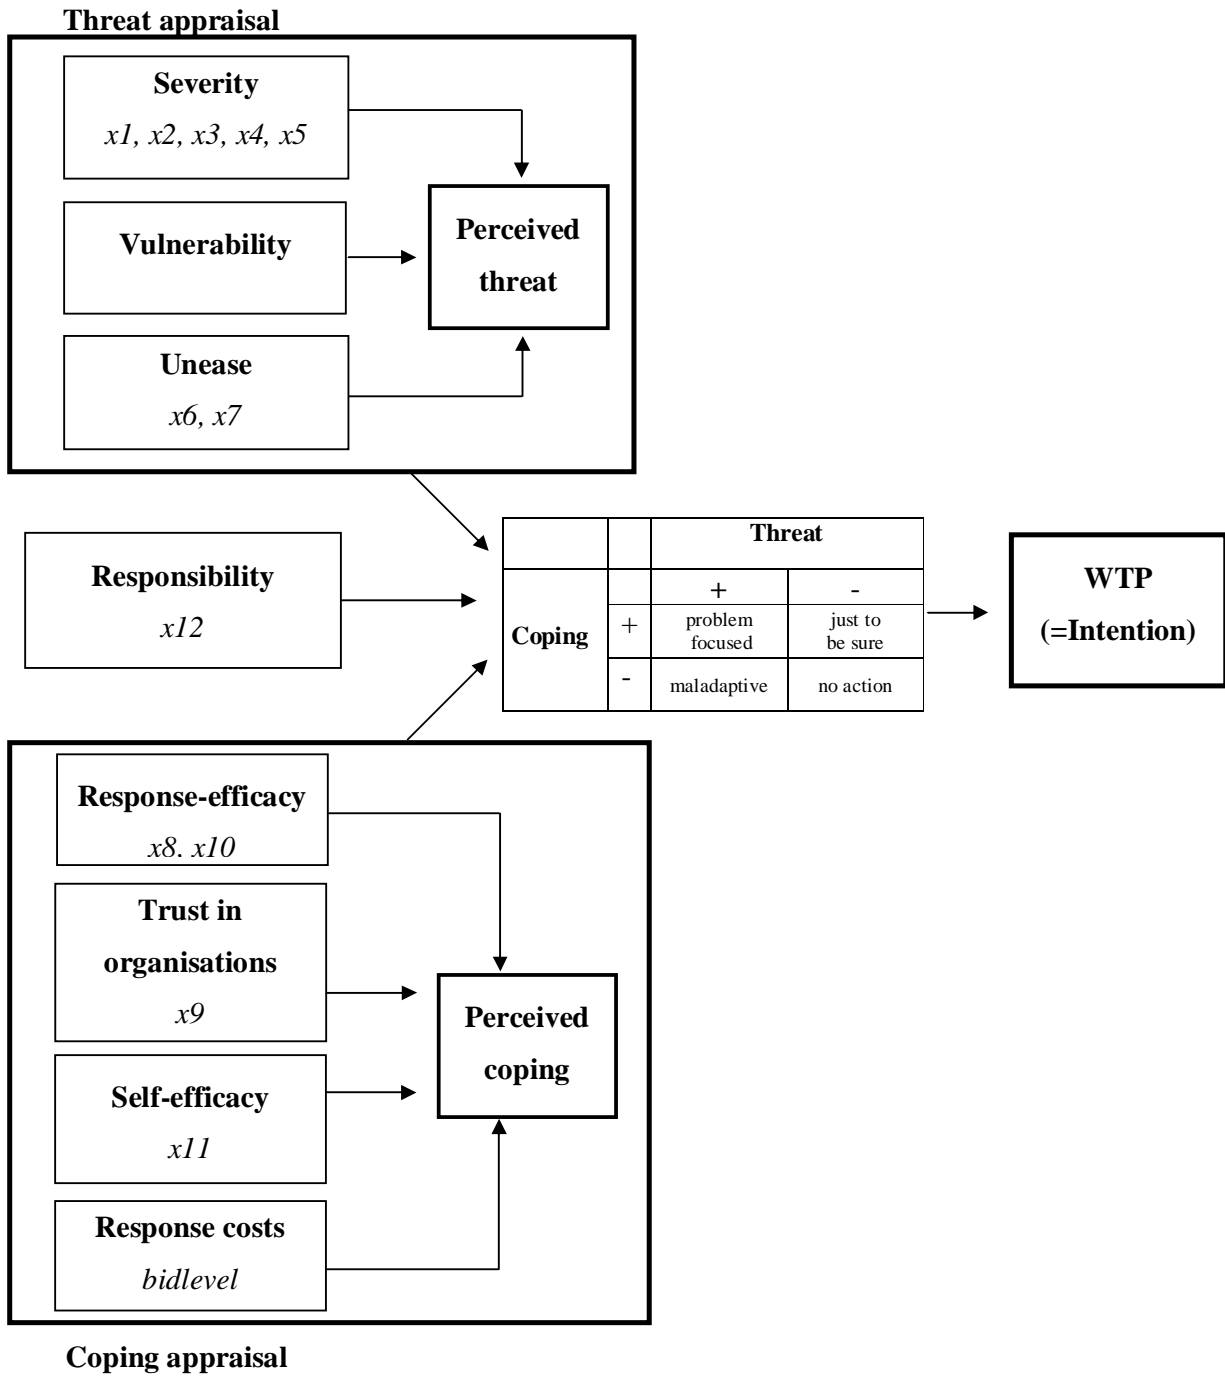 Threat appraisal
Severity
x1, x2, x3, x4, x5
Vulnerability
Unease
x6, x7
Perceived
threat
Responsibility
x12
Threat
+ -
Coping
+
problem
focused
just to
be sure
-
maladaptive
no action
WTP
(=Intention)
Response-efficacy
x8. x10
Trust in
organisations
x9
Self-efficacy
x11
Response costs
bidlevel
Perceived
coping
Coping appraisal